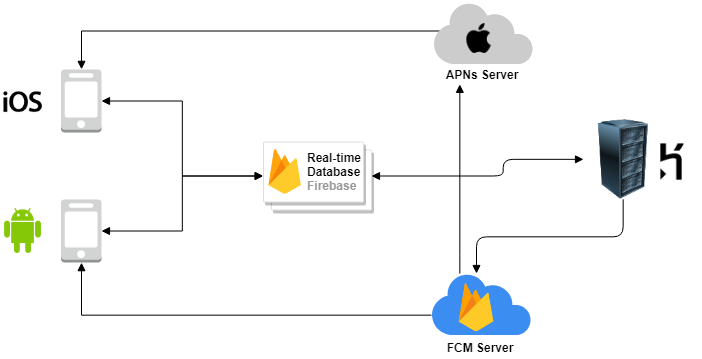 APNs Server
iOS
Real-time
Database
Firebase
FCM Server